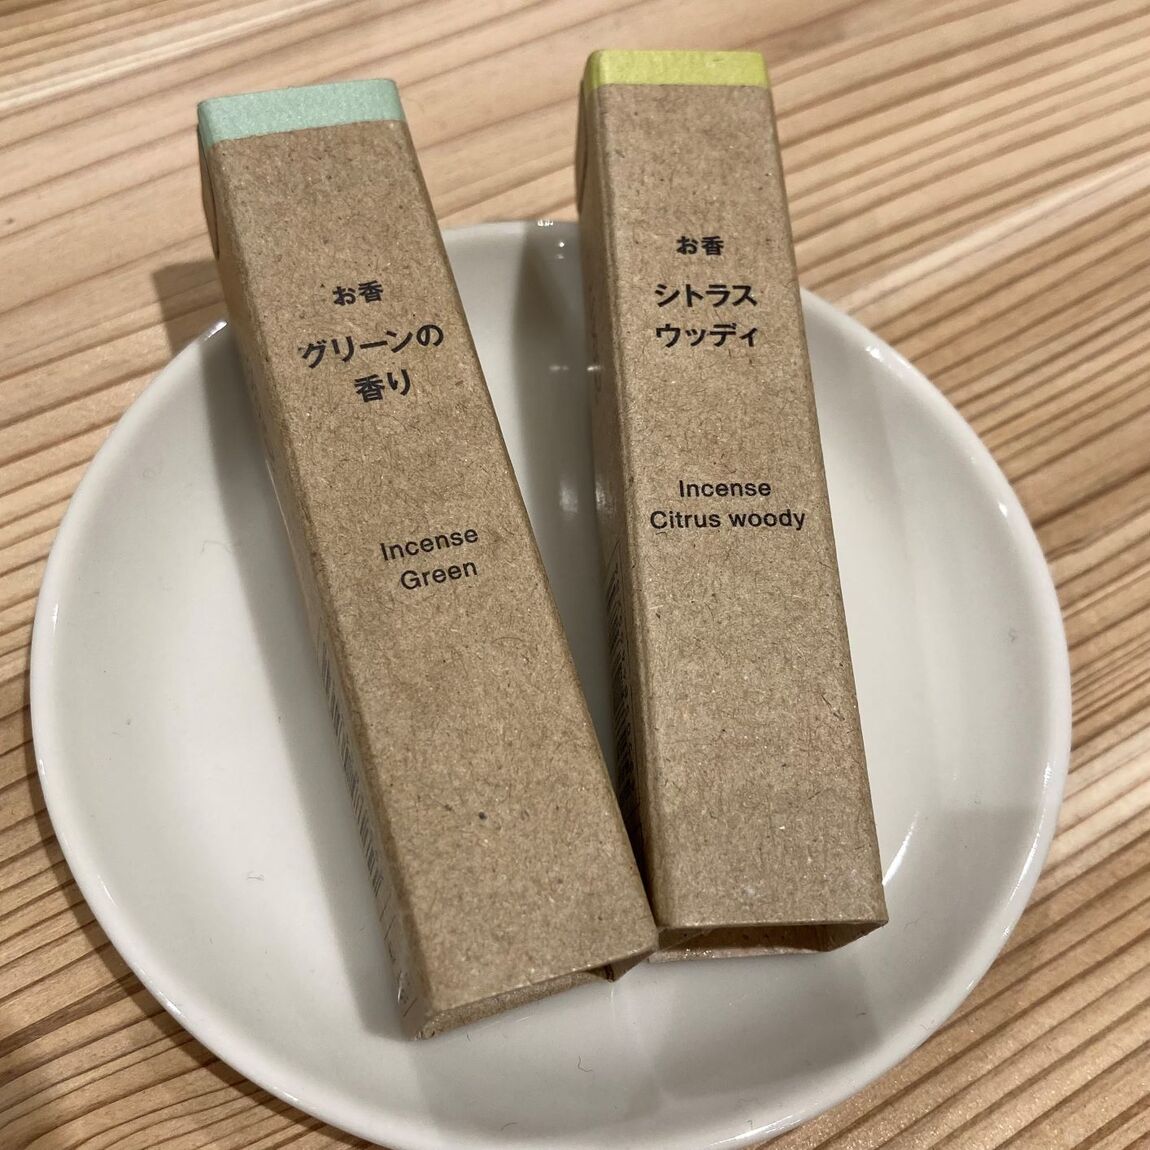 お香
グリーンの
香り
Incense
Green
お香
シトラス
ウッディ
Incense
Citrus woody